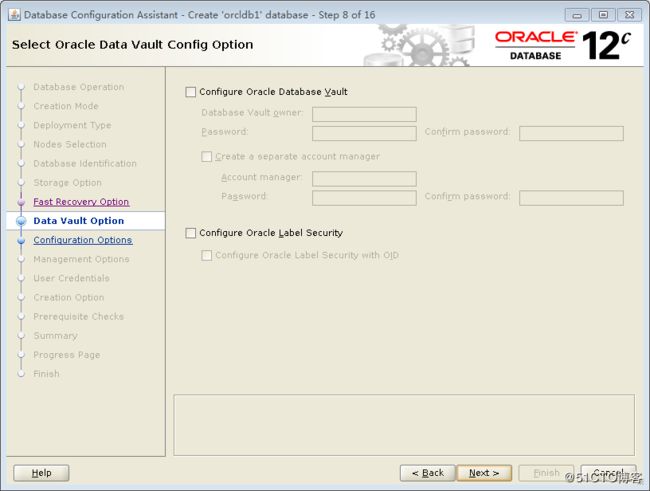 Database Configuration Assistant - Create 'orcldb1' database - Step 8 of 16
Select Oracle Data Vault Config Option
ORACLE
DATABASE
12c
Database Operation
Creation Mode
Deployment Type
Nodes Selection
Database Identification
Storage Option
Fast Recovery Option
Data Vault Option
Configuration Options
Management Options
User Credentials
Creation Option
Prerequisite Checks
Summary
Progress Page
Finish
Configure Oracle Database Vault
Database Vault owner:
Password: Confirm password:
Create a separate account manager
Account manager:
Password: Confirm password:
Configure Oracle Label Security
Configure Oracle Label Security with OID
Help < Back Next > Finish Cancel
@51CTO博客